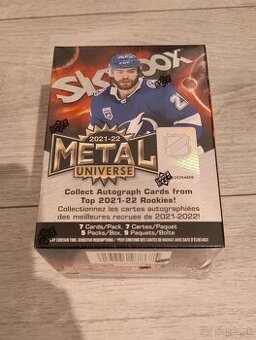 Skybox
2021-22
METAL
UNIVERSE
Collect Autograph Cards from
Top 2021-22 Rookies!
Collectionnez les cartes autographiées
des meilleures recrues de 2021-2022!
7 Cards/Pack, 7 Cartes/Paquet
5 Packs/Box, 5 Paquets/Boîte